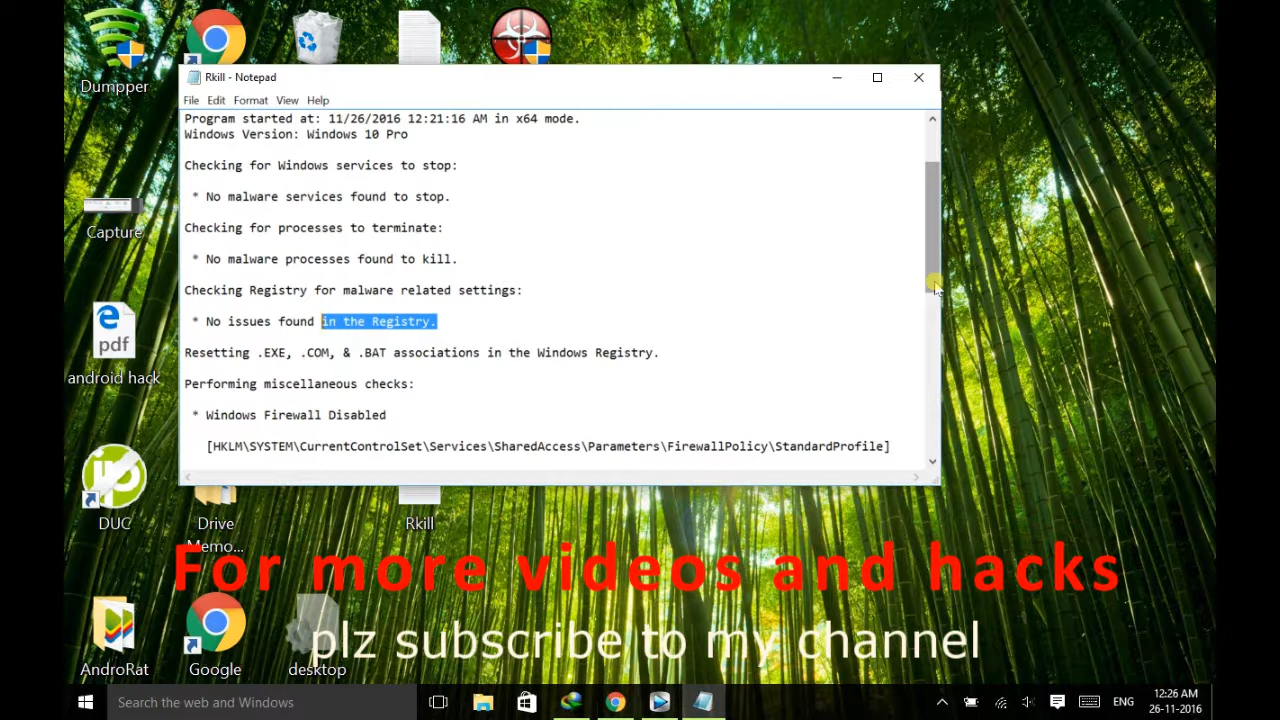 Dumpper
Rkill - Notepad
File Edit Format View Help
Program started at: 11/26/2016 12:21:16 AM in x64 mode.
Windows Version: Windows 10 Pro
Checking for Windows services to stop:
* No malware services found to stop.
Checking for processes to terminate:
* No malware processes found to kill.
Checking Registry for malware related settings:
* No issues found in the Registry.
Resetting .EXE, .COM, & .BAT associations in the Windows Registry.
Performing miscellaneous checks:
* Windows Firewall Disabled
[HKLM\SYSTEM\CurrentControlSet\Services\SharedAccess\Parameters\FirewallPolicy\StandardProfile]
Capture
pdf
android hack
DUC
Drive
Memo...
Rkill
For more videos and hacks
plz subscribe to my channel
AndroRat
Google
desktop
Search the web and Windows
ENG
12:26 AM
26-11-2016